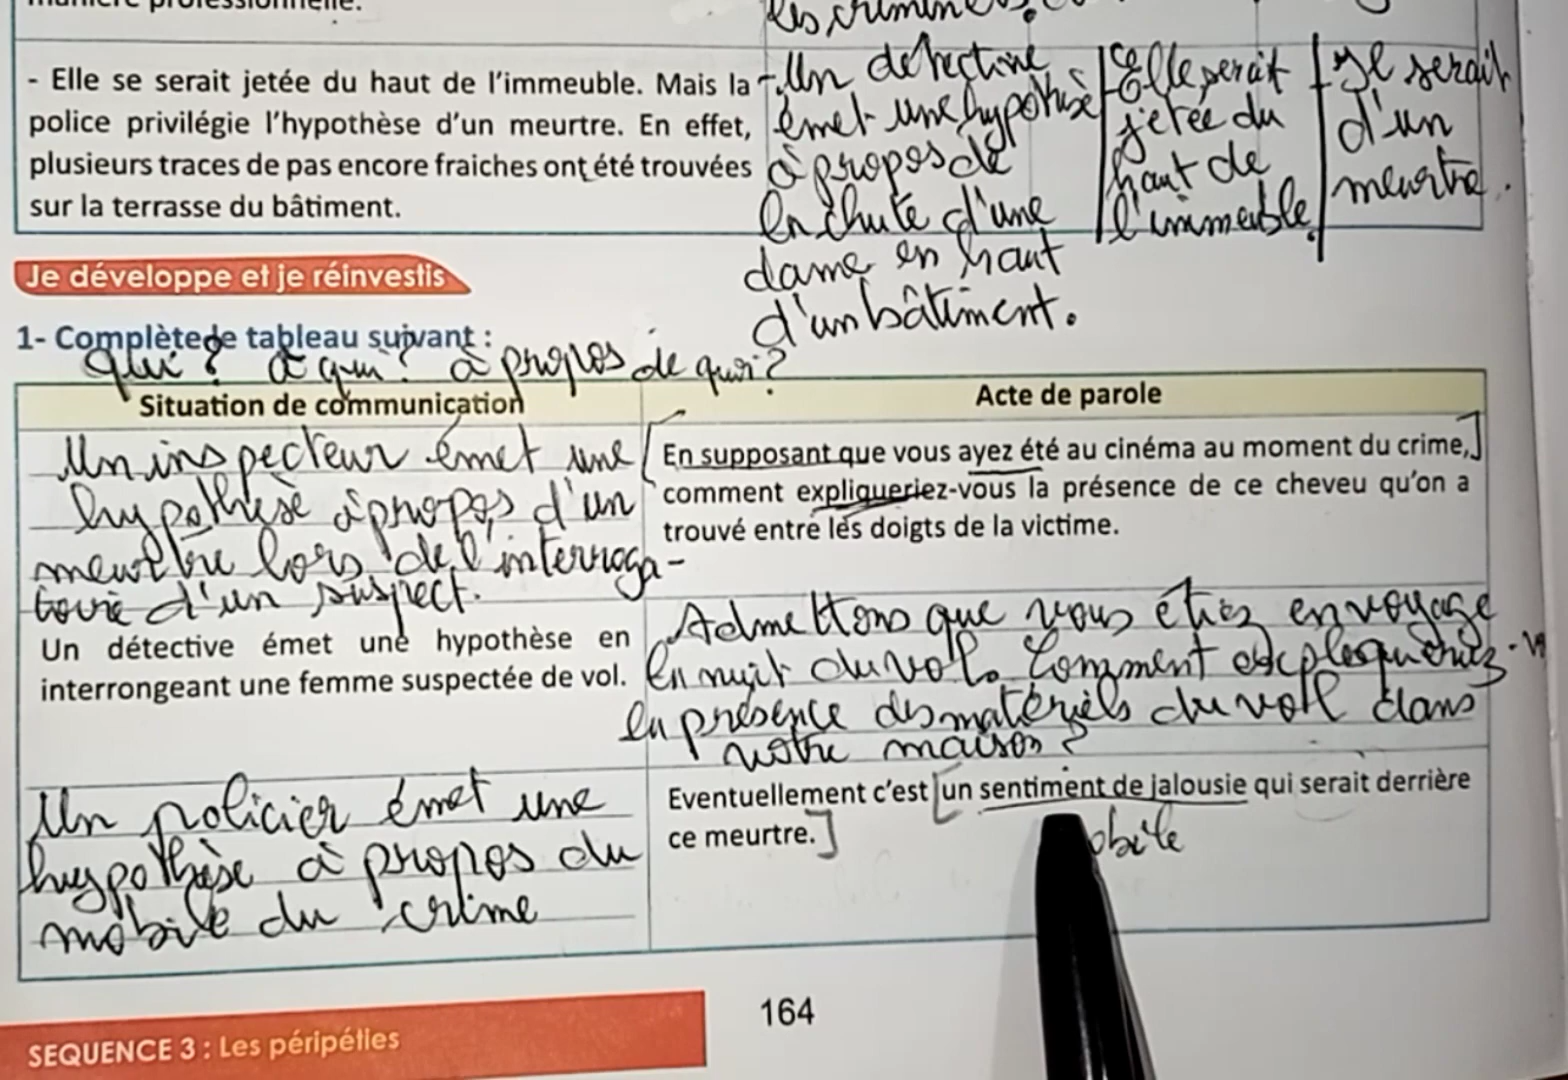 manière professionnelle.
les
- Elle se serait jetée du haut de l'immeuble. Mais la
police privilégie l'hypothèse d'un meurtre. En effet,
plusieurs traces de pas encore fraiches ont été trouvées
sur la terrasse du bâtiment.
- Un détective
émet une hypothèse
à propos de
la chute d'une
dame en haut
d'un bâtiment.
Elle serait
jetée du
haut de
l'immeuble.
- Il serait
d'un
meurtre.
Je développe et je réinvestis
1- Complète le tableau suivant :
qui ? à qui ? à propos de quoi ?
Situation de communication
Acte de parole
Un inspecteur émet une
hypothèse à propos d'un
meurtre lors de l'interroga-
toire d'un suspect.
En supposant que vous ayez été au cinéma au moment du crime,
comment expliqueriez-vous la présence de ce cheveu qu'on a
trouvé entre les doigts de la victime.
Un détective émet une hypothèse en
interrongeant une femme suspectée de vol.
Admettons que vous étiez en voyage
la nuit du vol. Comment expliqueriez-vs
la présence des matériels du vol dans
votre maison ?
Un policier émet une
hypothèse à propos du
mobile du crime
Eventuellement c'est [un sentiment de jalousie qui serait derrière
ce meurtre.]
164
SEQUENCE 3 : Les péripéties